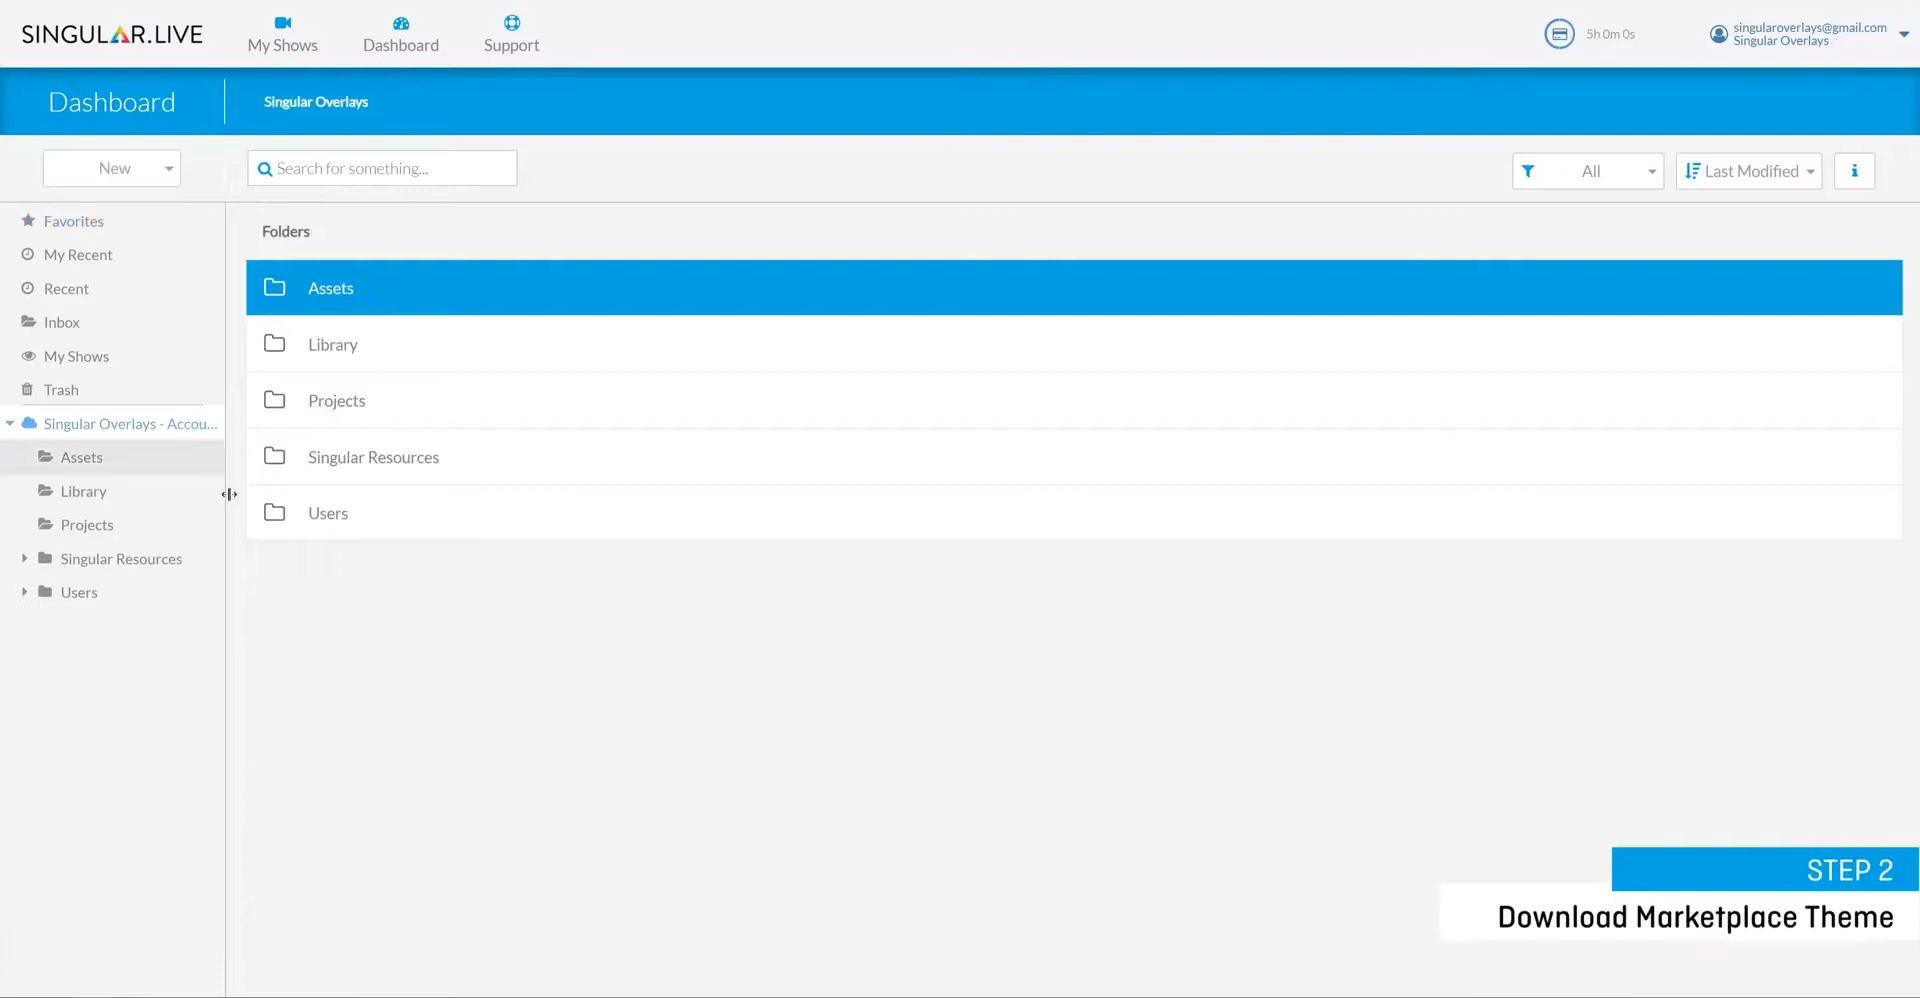 SINGULAR.LIVE
My Shows
Dashboard
Support
5h 0m 0s
singularoverlays@gmail.com
Singular Overlays
Dashboard
Singular Overlays
New
Search for something...
All
Last Modified
Favorites
My Recent
Recent
Inbox
My Shows
Trash
Singular Overlays - Accou...
Assets
Library
Projects
Singular Resources
Users
Folders
Assets
Library
Projects
Singular Resources
Users
STEP 2
Download Marketplace Theme